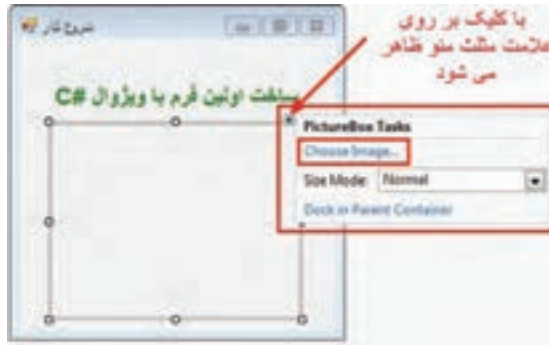 شروع کار
با کلیک بر روی
علامت مثلث منو ظاهر
می شود
ساخت اولین فرم با ویژوال C#
PictureBox Tasks
Choose Image...
Size Mode: Normal
Dock in Parent Container